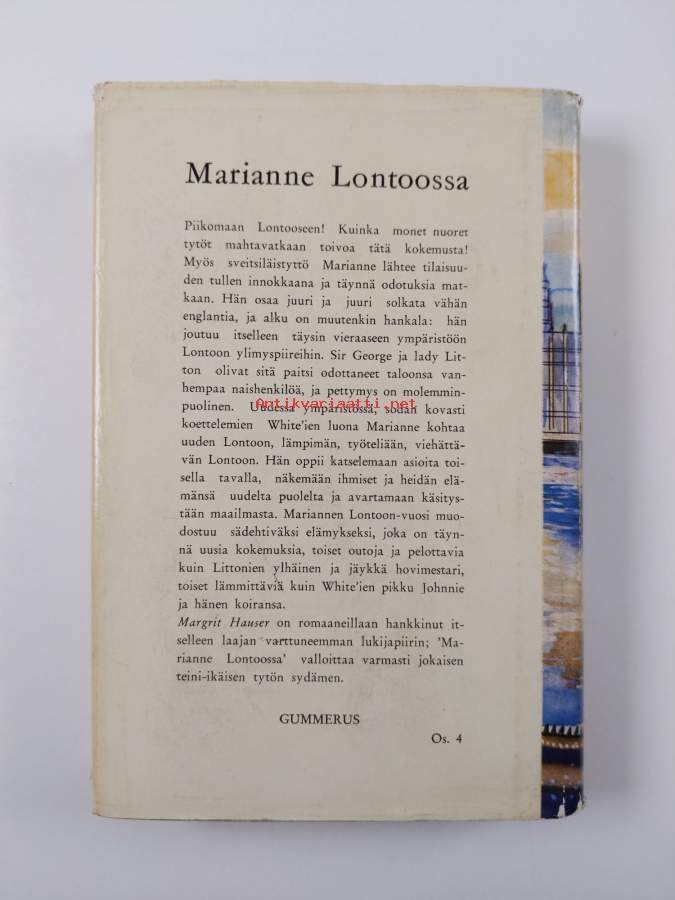 Marianne Lontoossa
Piikomaan Lontooseen! Kuinka monet nuoret
tytöt mahtavatkaan toivoa tätä kokemusta!
Myös sveitsiläistyttö Marianne lähtee tilaisuu-
den tullen innokkaana ja täynnä odotuksia mat-
kaan. Hän osaa juuri ja juuri solkata vähän
englantia, ja alku on muutenkin hankala: hän
joutuu itselleen täysin vieraaseen ympäristöön
Lontoon ylimyspiireihin. Sir George ja lady Lit-
ton olivat sitä paitsi odottaneet taloonsa van-
hempaa naishenkilöä, ja pettymys on molemmin-
puolinen. Uudessa ympäristössä, sodan kovasti
Antikvariaatti.net
koettelemien White'ien luona Marianne kohtaa
uuden Lontoon, lämpimän, työteliään, viehättä-
vän Lontoon. Hän oppii katselemaan asioita toi-
sella tavalla, näkemään ihmiset ja heidän elä-
mänsä uudelta puolelta ja avartamaan käsitys-
tään maailmasta. Mariannen Lontoon-vuosi muo-
dostuu sädehtiväksi elämykseksi, joka on täyn-
nä uusia kokemuksia, toiset outoja ja pelottavia
kuin Littonien ylhäinen ja jäykkä hovimestari,
toiset lämmittäviä kuin White'ien pikku Johnnie
ja hänen koiransa.
Margrit Hauser on romaaneillaan hankkinut it-
selleen laajan varttuneemman lukijapiirin; 'Ma-
rianne Lontoossa' valloittaa varmasti jokaisen
teini-ikäisen tytön sydämen.
GUMMERUS
Os. 4